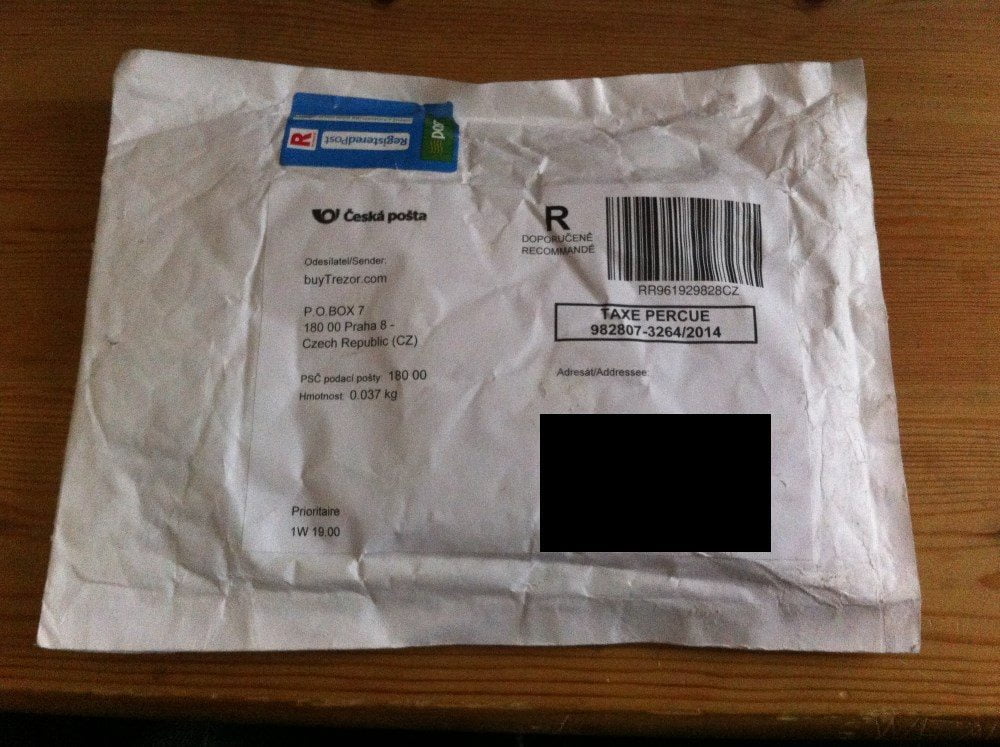 post
RegisteredPost
R
Česká pošta
Odesílatel/Sender:
buyTrezor.com
P.O.BOX 7
180 00 Praha 8 -
Czech Republic (CZ)
PSČ podací pošty: 180 00
Hmotnost: 0.037 kg
Prioritaire
1W 19.00
R
DOPORUČENĚ
RECOMMANDÉ
RR961929828CZ
TAXE PERCUE
982807-3264/2014
Adresát/Addressee: